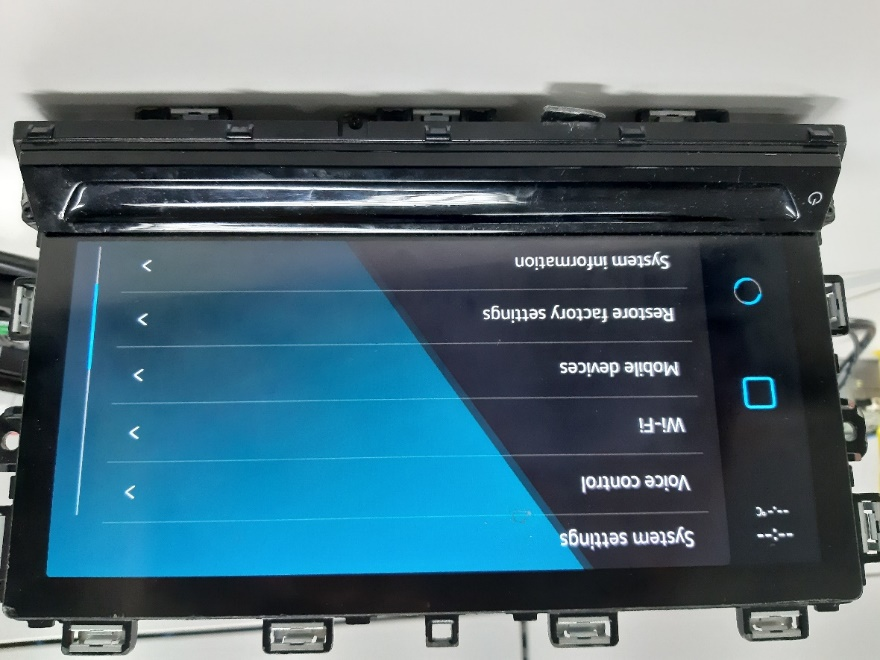 --:--
--.-°C
System settings
Voice control
Wi-Fi
Mobile devices
Restore factory settings
System information